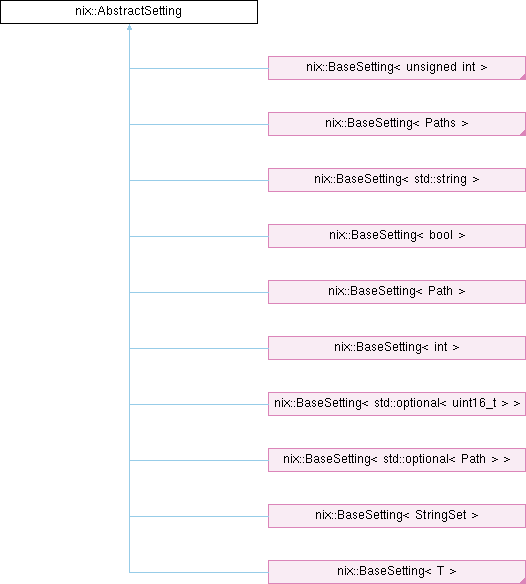 nix::AbstractSetting
nix::BaseSetting< unsigned int >
nix::BaseSetting< Paths >
nix::BaseSetting< std::string >
nix::BaseSetting< bool >
nix::BaseSetting< Path >
nix::BaseSetting< int >
nix::BaseSetting< std::optional< uint16_t > >
nix::BaseSetting< std::optional< Path > >
nix::BaseSetting< StringSet >
nix::BaseSetting< T >